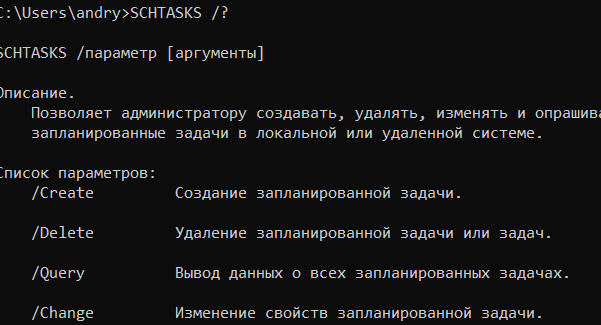 C:\Users\andry>SCHTASKS /?
SCHTASKS /параметр [аргументы]
Описание.
Позволяет администратору создавать, удалять, изменять и
запланированные задачи в локальной или удаленной системе.
Список параметров:
/Create Создание запланированной задачи.
/Delete Удаление запланированной задачи или задач.
/Query Вывод данных о всех запланированных задачах.
/Change Изменение свойств запланированной задачи.